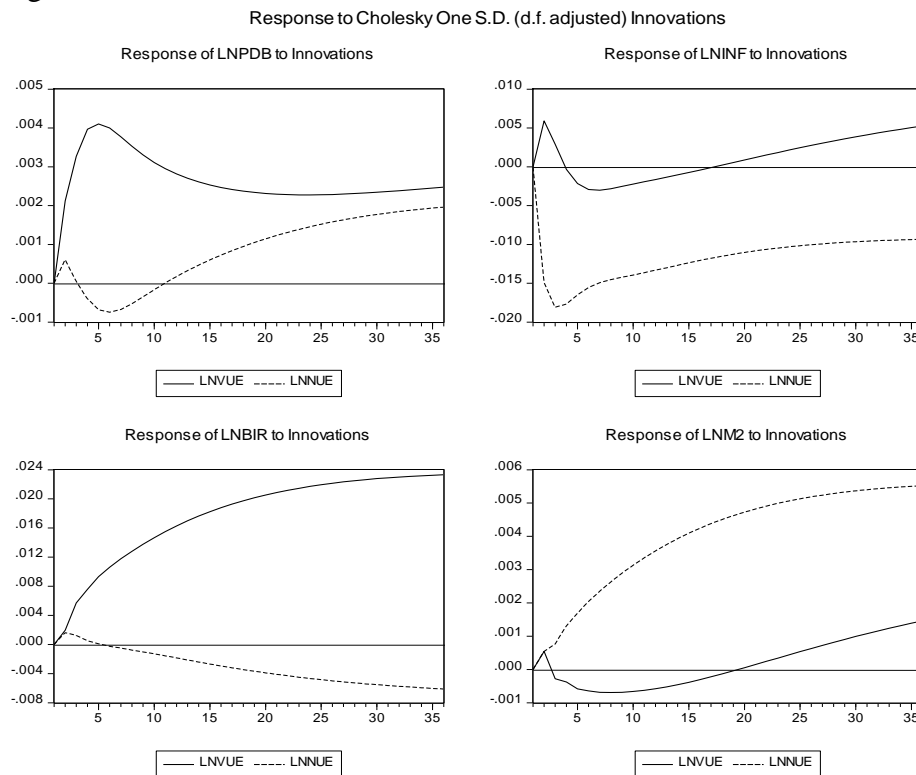 Response to Cholesky One S.D. (d.f. adjusted) Innovations
Response of LNPDB to Innovations
.005
.004
.003
.002
.001
.000
-.001
5 10 15 20 25 30 35
LNVUE LNNUE
Response of LNINF to Innovations
.010
.005
.000
-.005
-.010
-.015
-.020
5 10 15 20 25 30 35
LNVUE LNNUE
Response of LNBIR to Innovations
.024
.020
.016
.012
.008
.004
.000
-.004
-.008
5 10 15 20 25 30 35
LNVUE LNNUE
Response of LNM2 to Innovations
.006
.005
.004
.003
.002
.001
.000
-.001
5 10 15 20 25 30 35
LNVUE LNNUE